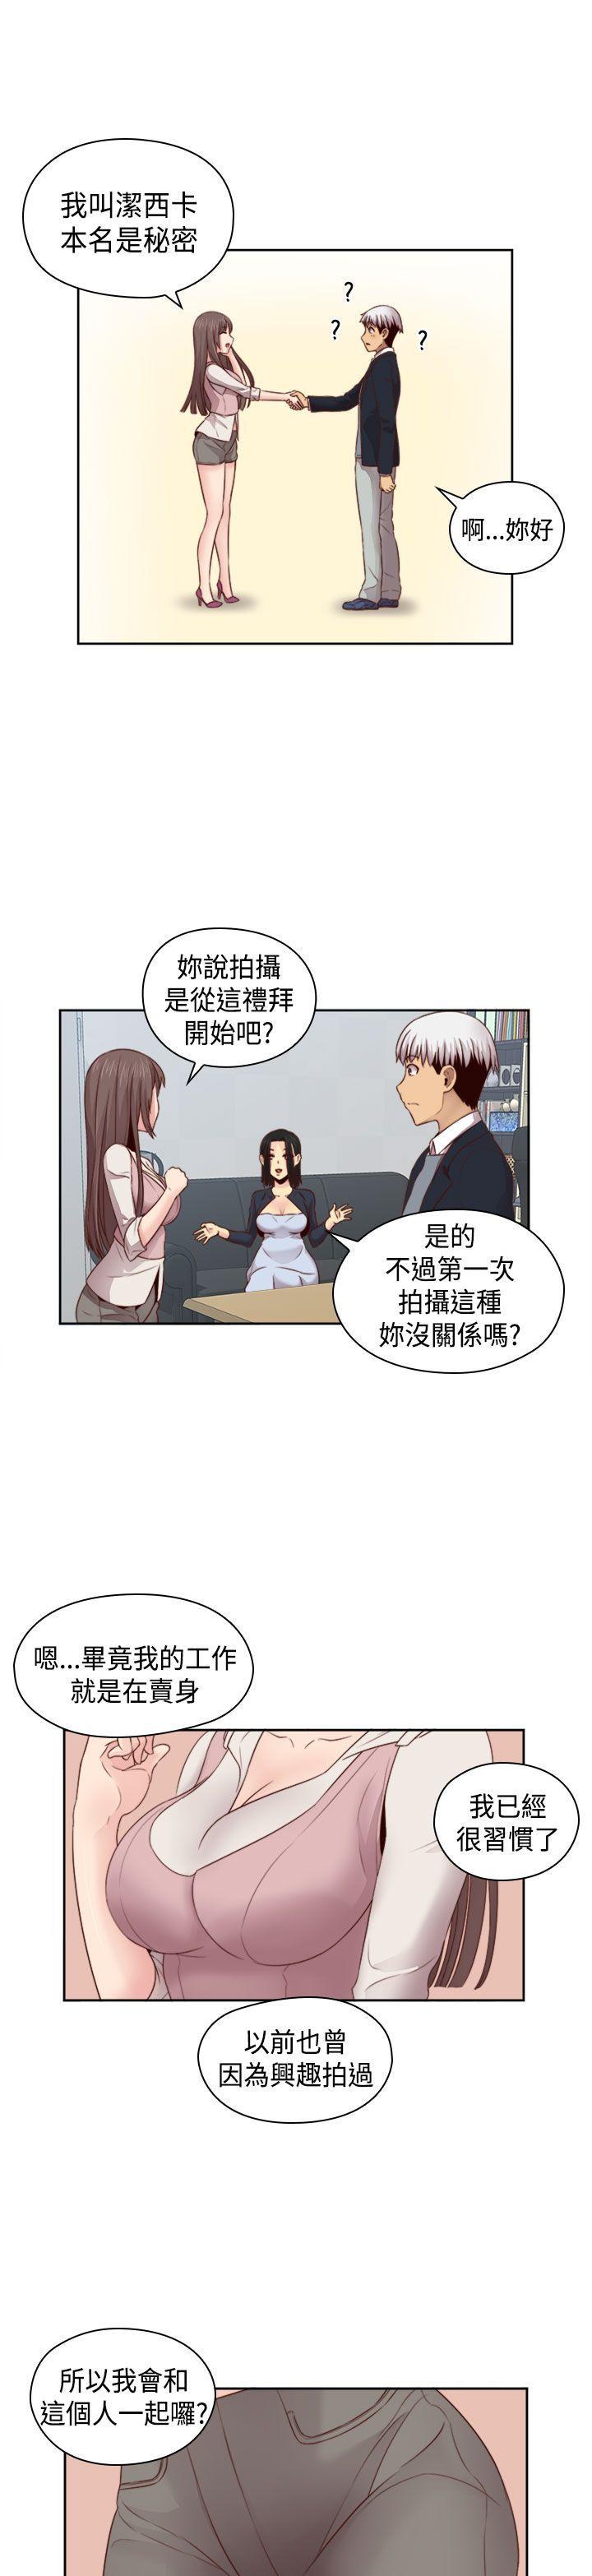 我叫潔西卡
本名是秘密
?
?
?
啊...妳好
妳說拍攝
是從這禮拜
開始吧?
是的
不過第一次
拍攝這種
妳沒關係嗎?
嗯...畢竟我的工作
就是在賣身
我已經
很習慣了
以前也曾
因為興趣拍過
所以我會和
這個人一起囉?